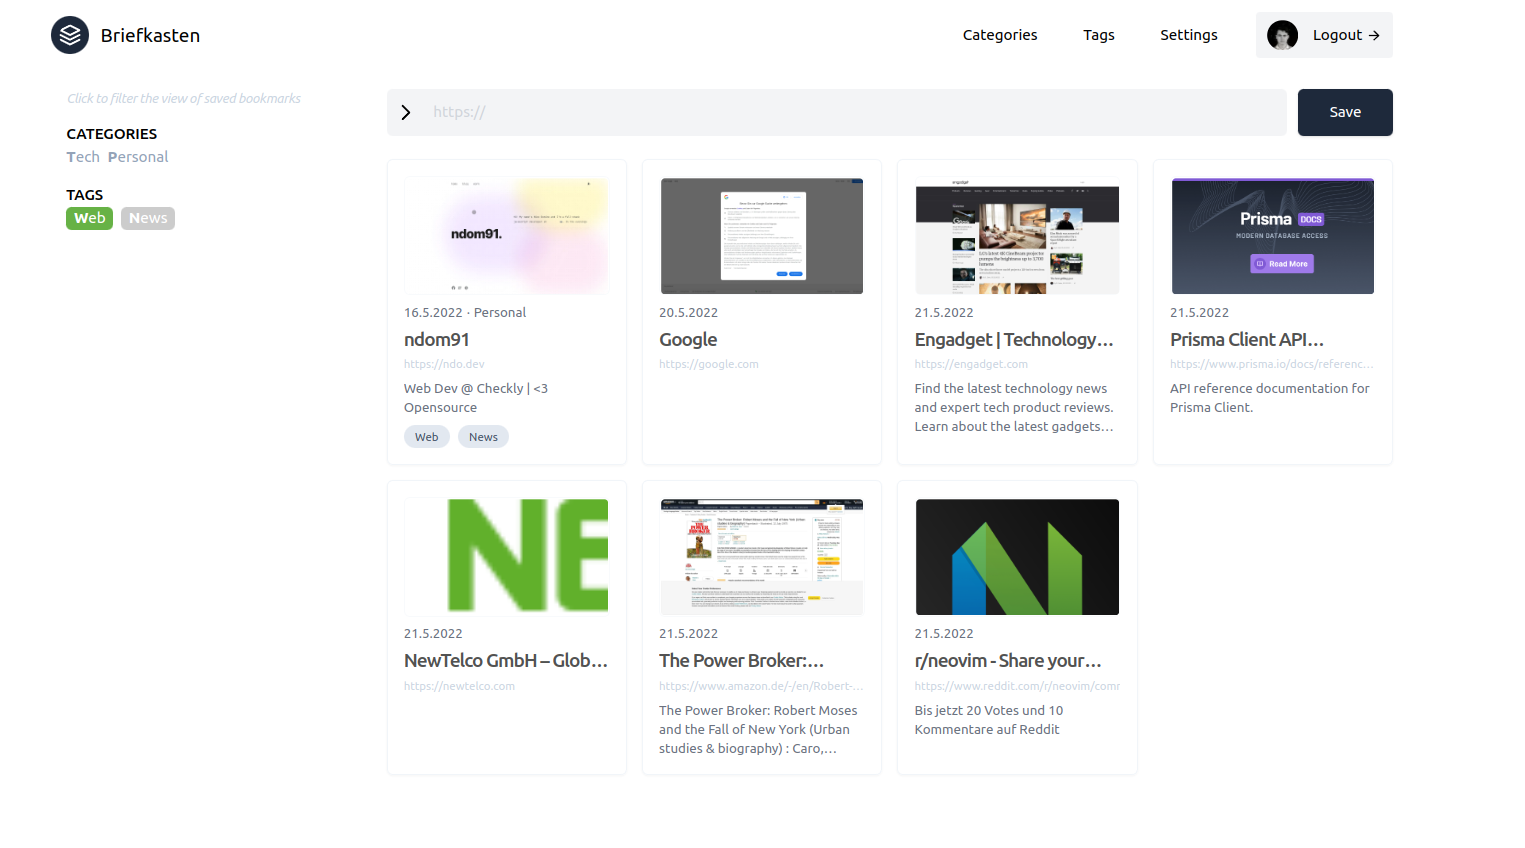 Briefkasten
Categories
Tags
Settings
Logout →
Click to filter the view of saved bookmarks
CATEGORIES
Tech Personal
TAGS
Web News
https://
Save
ndom91.
16.5.2022 · Personal
ndom91
https://ndo.dev
Web Dev @ Checkly | <3
Opensource
Web News
20.5.2022
Google
https://google.com
engadget
21.5.2022
Engadget | Technology...
https://engadget.com
Find the latest technology news
and expert tech product reviews.
Learn about the latest gadgets...
Prisma DOCS
MODERN DATABASE ACCESS
Read More
21.5.2022
Prisma Client API...
https://www.prisma.io/docs/referenc...
API reference documentation for
Prisma Client.
NE
21.5.2022
NewTelco GmbH – Glob...
https://newtelco.com
THE
POWER
BROKER
21.5.2022
The Power Broker:...
https://www.amazon.de/-/en/Robert-...
The Power Broker: Robert Moses
and the Fall of New York (Urban
studies & biography) : Caro,...
21.5.2022
r/neovim - Share your...
https://www.reddit.com/r/neovim/comr
Bis jetzt 20 Votes und 10
Kommentare auf Reddit